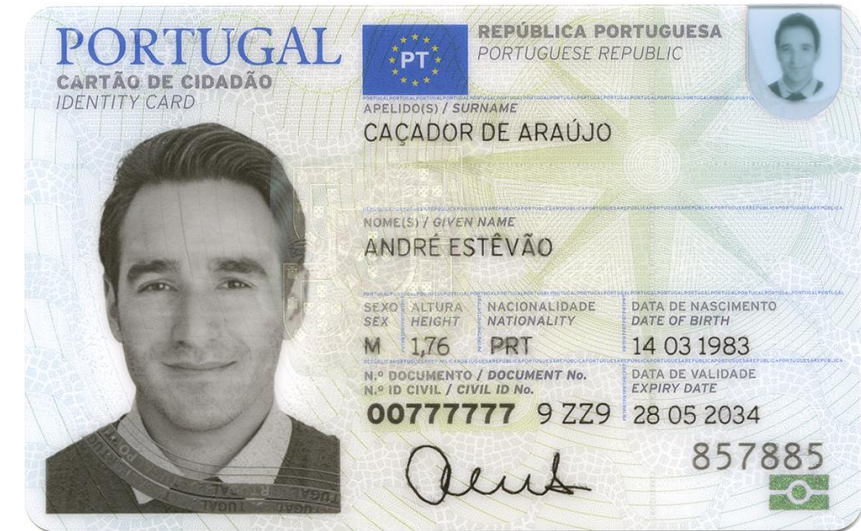 PORTUGAL
CARTÃO DE CIDADÃO
IDENTITY CARD
PT
REPÚBLICA PORTUGUESA
PORTUGUESE REPUBLIC
APELIDO(S) / SURNAME
CAÇADOR DE ARAÚJO
NOME(S) / GIVEN NAME
ANDRÉ ESTÊVÃO
SEXO ALTURA NACIONALIDADE DATA DE NASCIMENTO
SEX HEIGHT NATIONALITY DATE OF BIRTH
M 1,76 PRT 14 03 1983
N.º DOCUMENTO / DOCUMENT No. DATA DE VALIDADE
N.º ID CIVIL / CIVIL ID No. EXPIRY DATE
00777777 9 ZZ9 28 05 2034
857885